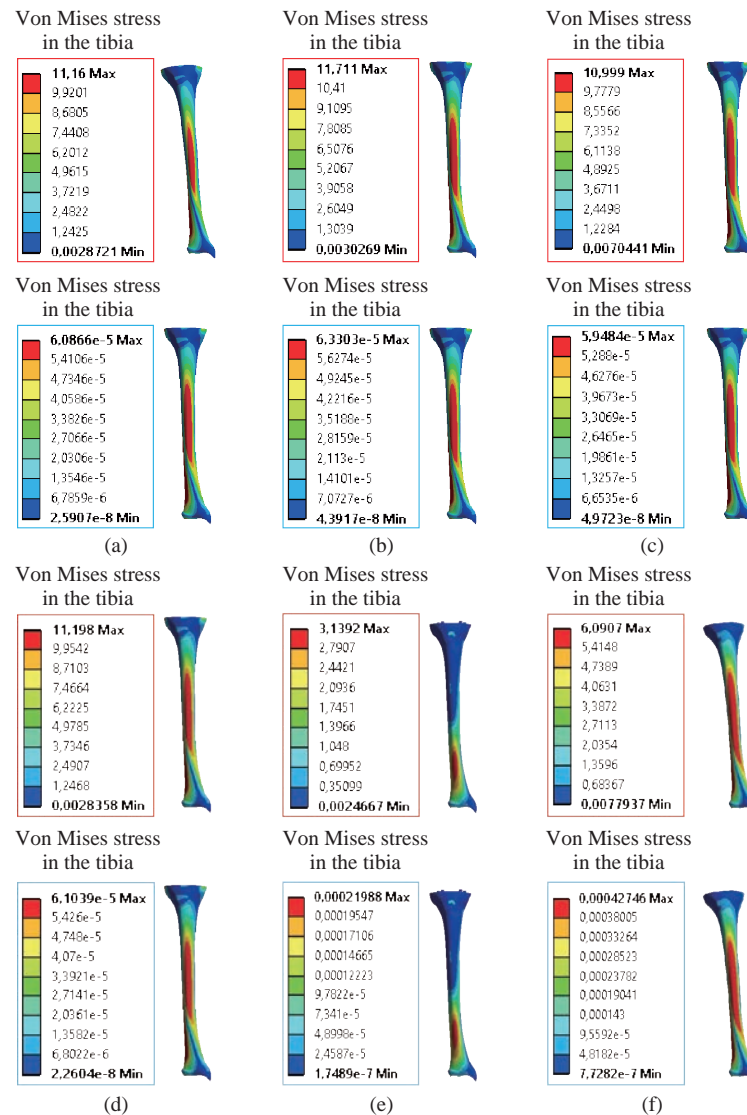 Von Mises stress
in the tibia
11,16 Max
9,9201
8,6805
7,4408
6,2012
4,9615
3,7219
2,4822
1,2425
0,0028721 Min
Von Mises stress
in the tibia
11,711 Max
10,41
9,1095
7,8085
6,5076
5,2067
3,9058
2,6049
1,3039
0,0030269 Min
Von Mises stress
in the tibia
10,999 Max
9,7779
8,5566
7,3352
6,1138
4,8925
3,6711
2,4498
1,2284
0,0070441 Min
Von Mises stress
in the tibia
6,0866e-5 Max
5,4106e-5
4,7346e-5
4,0586e-5
3,3826e-5
2,7066e-5
2,0306e-5
1,3546e-5
6,7859e-6
2,5907e-8 Min
(a)
Von Mises stress
in the tibia
6,3303e-5 Max
5,6274e-5
4,9245e-5
4,2216e-5
3,5188e-5
2,8159e-5
2,113e-5
1,4101e-5
7,0727e-6
4,3917e-8 Min
(b)
Von Mises stress
in the tibia
5,9484e-5 Max
5,288e-5
4,6276e-5
3,9673e-5
3,3069e-5
2,6465e-5
1,9861e-5
1,3257e-5
6,6535e-6
4,9723e-8 Min
(c)
Von Mises stress
in the tibia
11,198 Max
9,9542
8,7103
7,4664
6,2225
4,9785
3,7346
2,4907
1,2468
0,0028358 Min
Von Mises stress
in the tibia
3,1392 Max
2,7907
2,4421
2,0936
1,7451
1,3966
1,048
0,69952
0,35099
0,0024667 Min
Von Mises stress
in the tibia
6,0907 Max
5,4148
4,7389
4,0631
3,3872
2,7113
2,0354
1,3596
0,68367
0,0077937 Min
Von Mises stress
in the tibia
6,1039e-5 Max
5,426e-5
4,748e-5
4,07e-5
3,3921e-5
2,7141e-5
2,0361e-5
1,3582e-5
6,8022e-6
2,2604e-8 Min
(d)
Von Mises stress
in the tibia
0,00021988 Max
0,00019547
0,00017106
0,00014665
0,00012223
9,7822e-5
7,341e-5
4,8998e-5
2,4587e-5
1,7489e-7 Min
(e)
Von Mises stress
in the tibia
0,00042746 Max
0,00038005
0,00033264
0,00028523
0,00023782
0,00019041
0,000143
9,5592e-5
4,8182e-5
7,7282e-7 Min
(f)